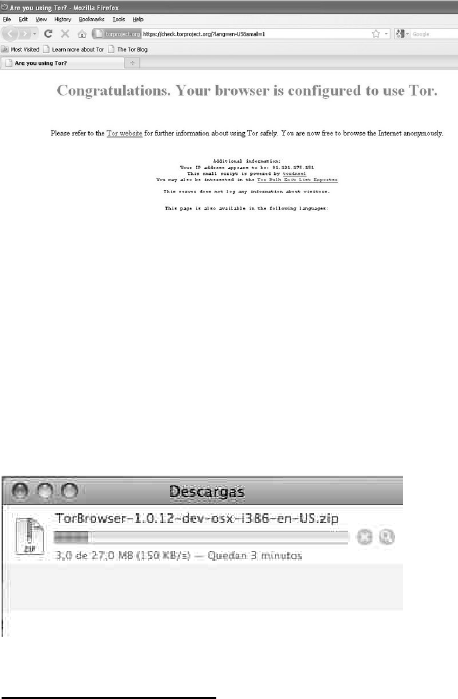 Are you using Tor? - Mozilla Firefox
File Edit View History Bookmarks Tools Help
torproject.org https://check.torproject.org?lang=en-US&small=1
Google
Most Visited Learn more about Tor The Tor Blog
Are you using Tor?
Congratulations. Your browser is configured to use Tor.
Please refer to the Tor website for further information about using Tor safely. You are now free to browse the Internet anonymously.
Additional information:
Your IP address appears to be:
This small script is powered by
You may also be interested in the Tor Bulk Exit List Exporter
This server does not log any information about visitors.
This page is also available in the following languages:
Descargas
TorBrowser-1.0.12-dev-osx-i386-en-US.zip
ZIP
3,0 de 27,0 MB (150 KB/s) — Quedan 3 minutos